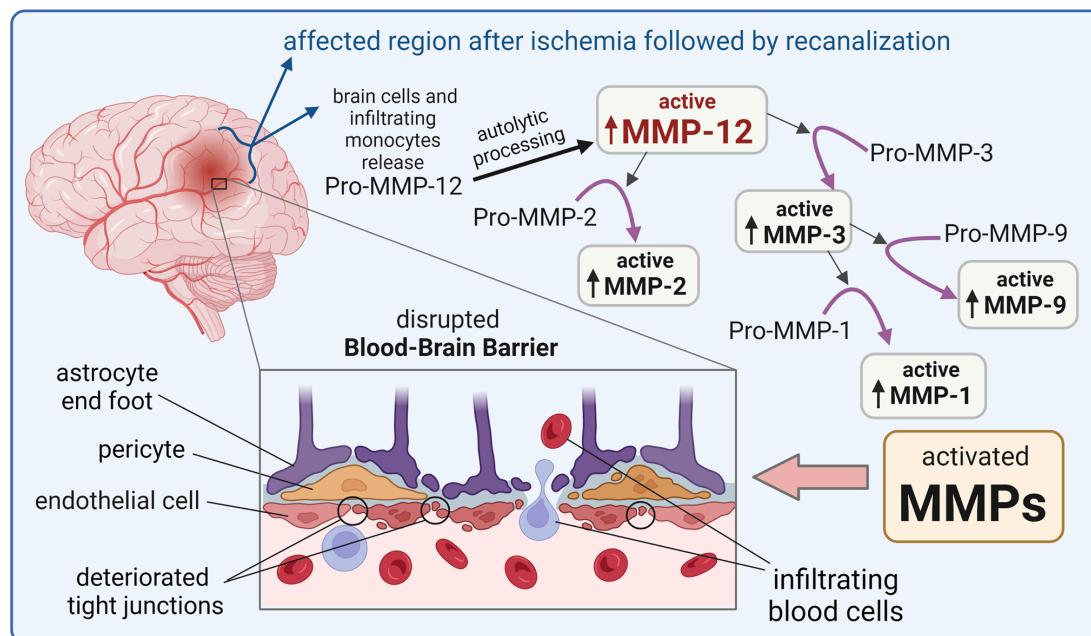 affected region after ischemia followed by recanalization
brain cells and
infiltrating
monocytes
release
Pro-MMP-12
autolytic
processing
active
MMP-12
Pro-MMP-3
Pro-MMP-2
active
MMP-3
active
MMP-2
Pro-MMP-9
active
MMP-9
Pro-MMP-1
active
MMP-1
disrupted
Blood-Brain Barrier
astrocyte
end foot
pericyte
endothelial cell
deteriorated
tight junctions
activated
MMPs
infiltrating
blood cells